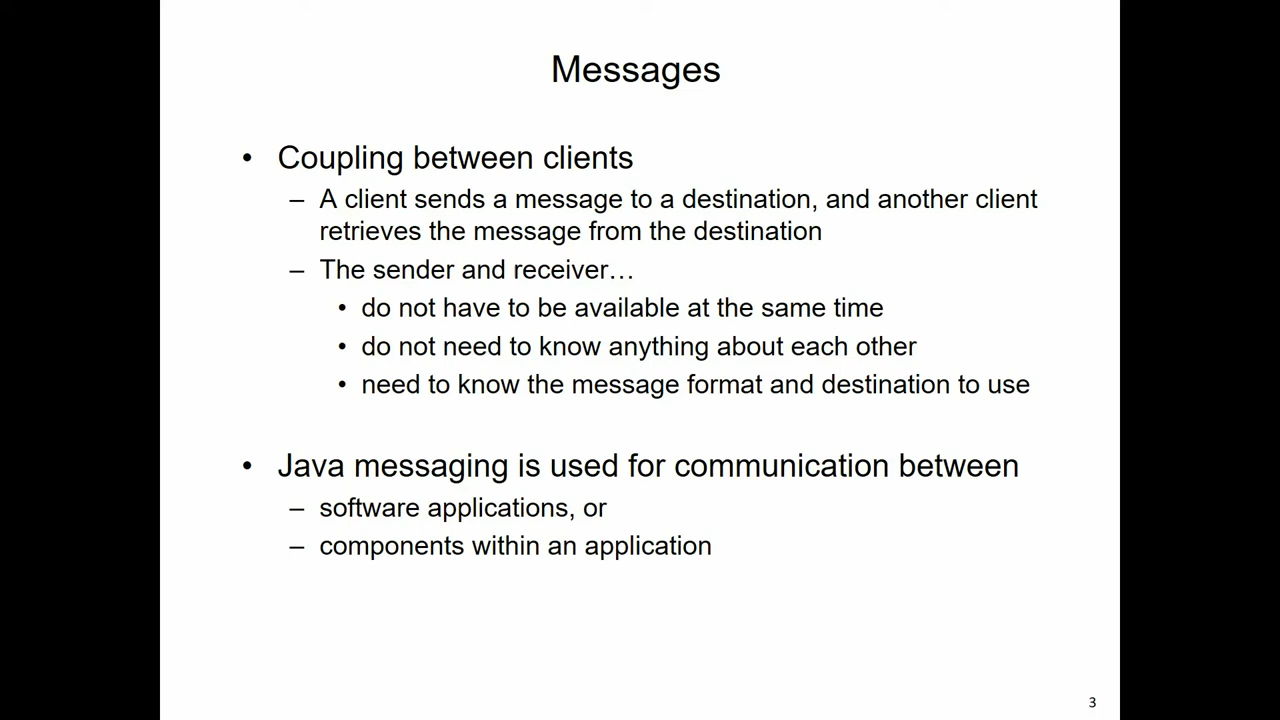 Messages
• Coupling between clients
– A client sends a message to a destination, and another client
retrieves the message from the destination
– The sender and receiver…
• do not have to be available at the same time
• do not need to know anything about each other
• need to know the message format and destination to use
• Java messaging is used for communication between
– software applications, or
– components within an application
3